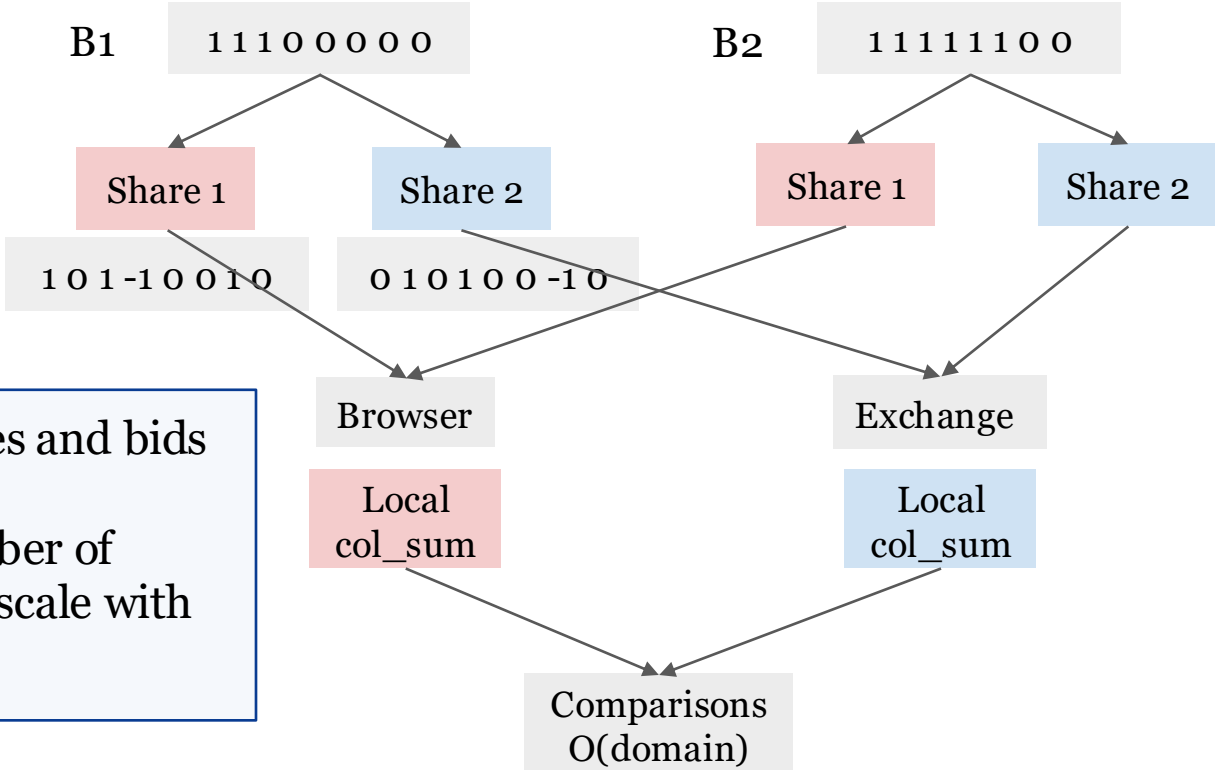 B1
1 1 1 0 0 0 0 0
B2
1 1 1 1 1 1 0 0
Share 1
Share 2
Share 1
Share 2
1 0 1 -1 0 0 1 0
0 1 0 1 0 0 -1 0
Browser
Exchange
es and bids
ber of
scale with
Local
col_sum
Local
col_sum
Comparisons
O(domain)